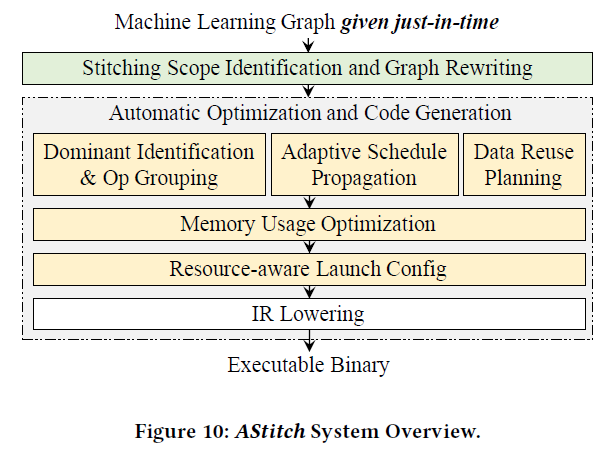 Machine Learning Graph given just-in-time
Stitching Scope Identification and Graph Rewriting
Automatic Optimization and Code Generation
Dominant Identification
& Op Grouping
Adaptive Schedule
Propagation
Data Reuse
Planning
Memory Usage Optimization
Resource-aware Launch Config
IR Lowering
Executable Binary
Figure 10: AStitch System Overview.